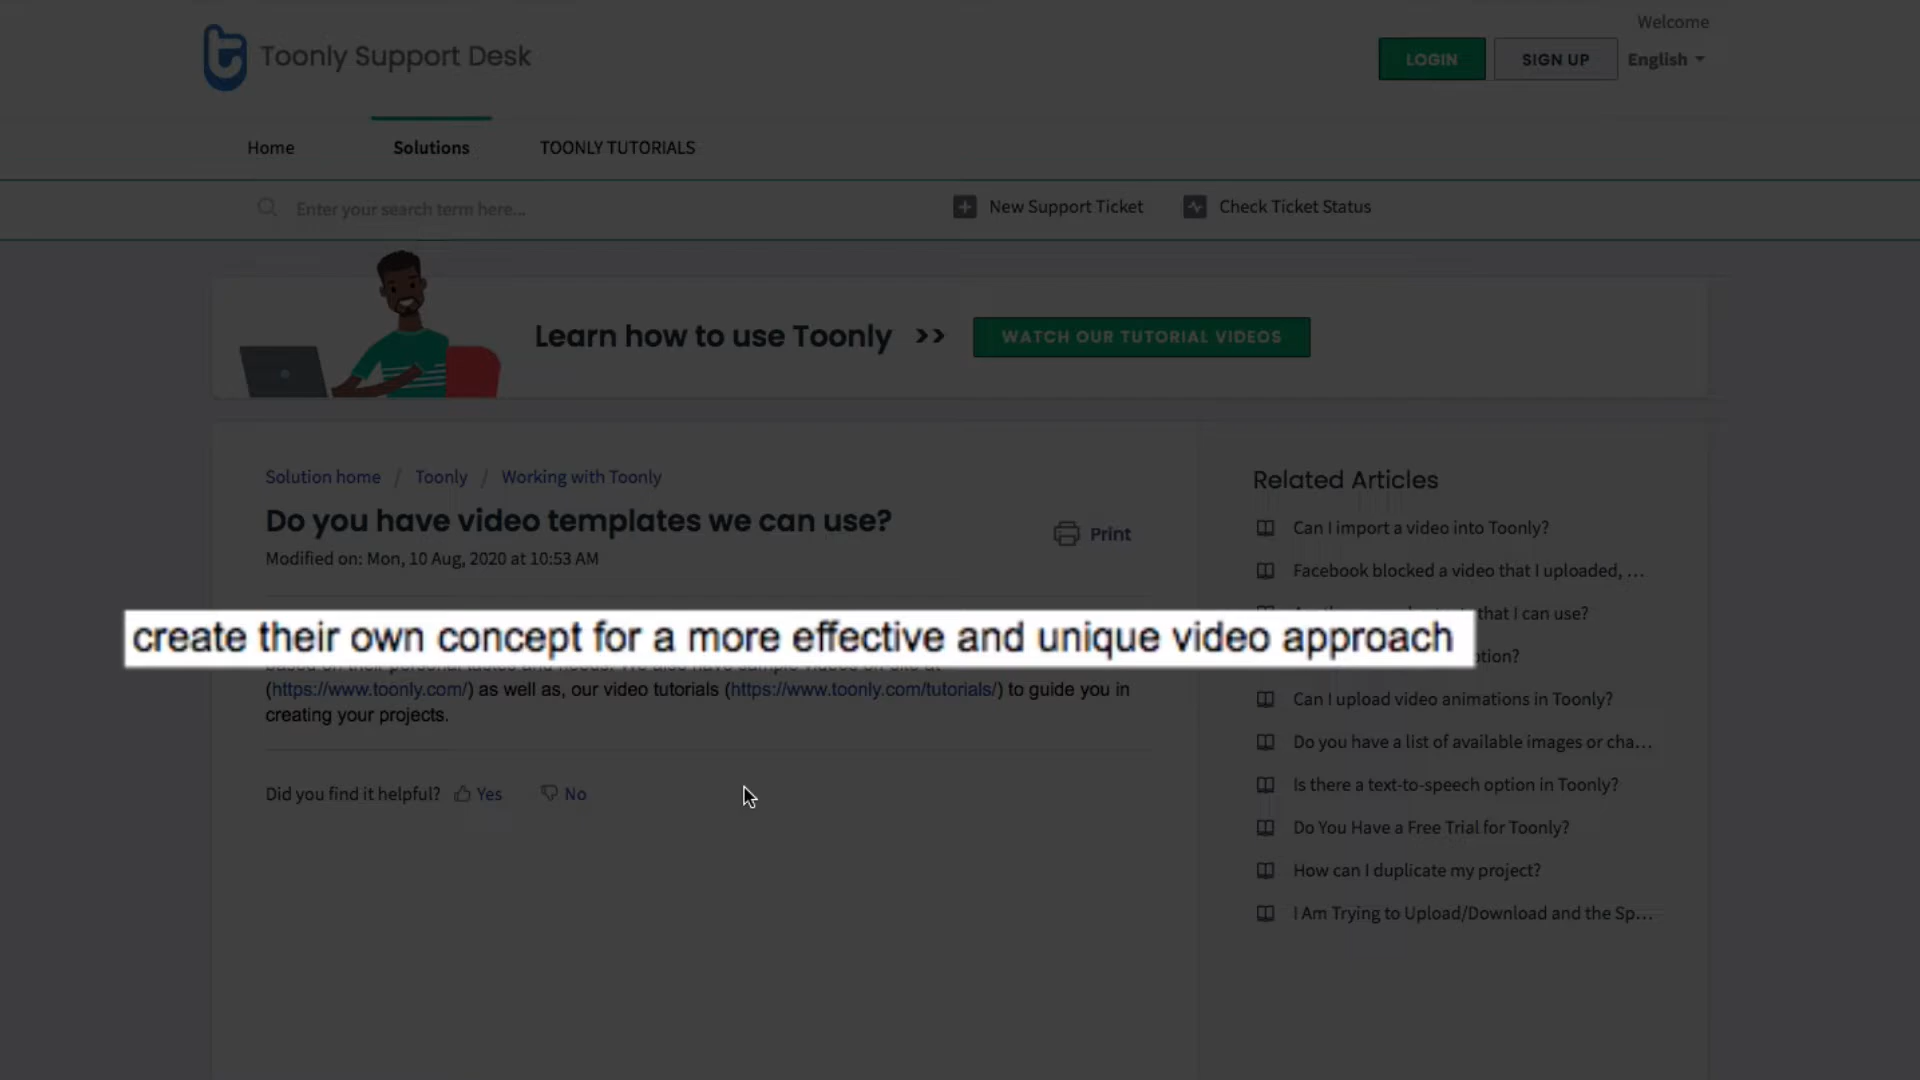 Welcome
Toonly Support Desk
LOGIN
SIGN UP
English
Home
Solutions
TOONLY TUTORIALS
Enter your search term here...
New Support Ticket
Check Ticket Status
Learn how to use Toonly >>
WATCH OUR TUTORIAL VIDEOS
Solution home / Toonly / Working with Toonly
Do you have video templates we can use?
Print
Modified on: Mon, 10 Aug, 2020 at 10:53 AM
create their own concept for a more effective and unique video approach
(https://www.toonly.com/) as well as, our video tutorials (https://www.toonly.com/tutorials/) to guide you in
creating your projects.
Did you find it helpful? Yes No
Related Articles
Can I import a video into Toonly?
Facebook blocked a video that I uploaded, ...
that I can use?
Can I upload video animations in Toonly?
Do you have a list of available images or cha...
Is there a text-to-speech option in Toonly?
Do You Have a Free Trial for Toonly?
How can I duplicate my project?
I Am Trying to Upload/Download and the Sp...